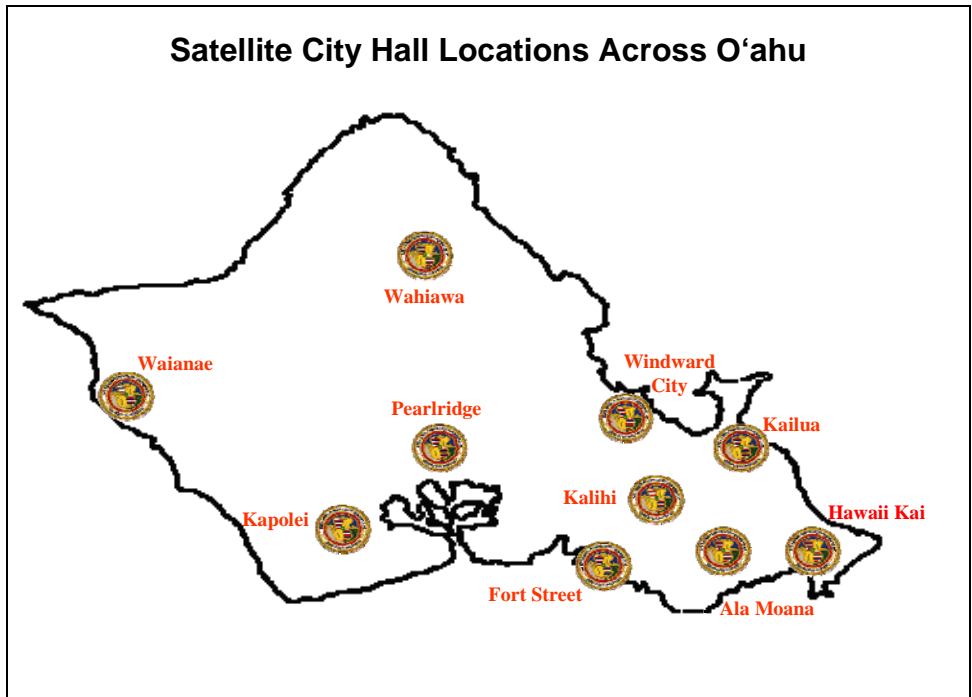 Satellite City Hall Locations Across O‘ahu
Wahiawa
Waianae
Windward
City
Pearlridge
Kailua
Kalihi
Hawaii Kai
Kapolei
Fort Street
Ala Moana